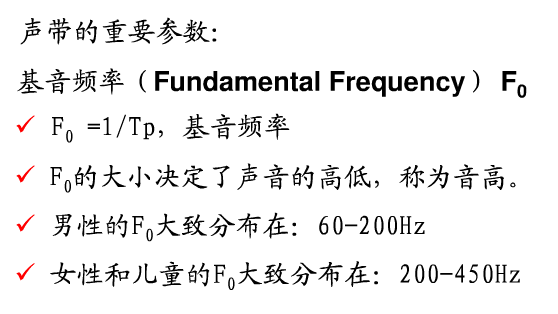 声带的重要参数：
基音频率（Fundamental Frequency） F₀
✓ F₀ =1/Tp，基音频率
✓ F₀的大小决定了声音的高低，称为音高。
✓ 男性的F₀大致分布在：60-200Hz
✓ 女性和儿童的F₀大致分布在：200-450Hz